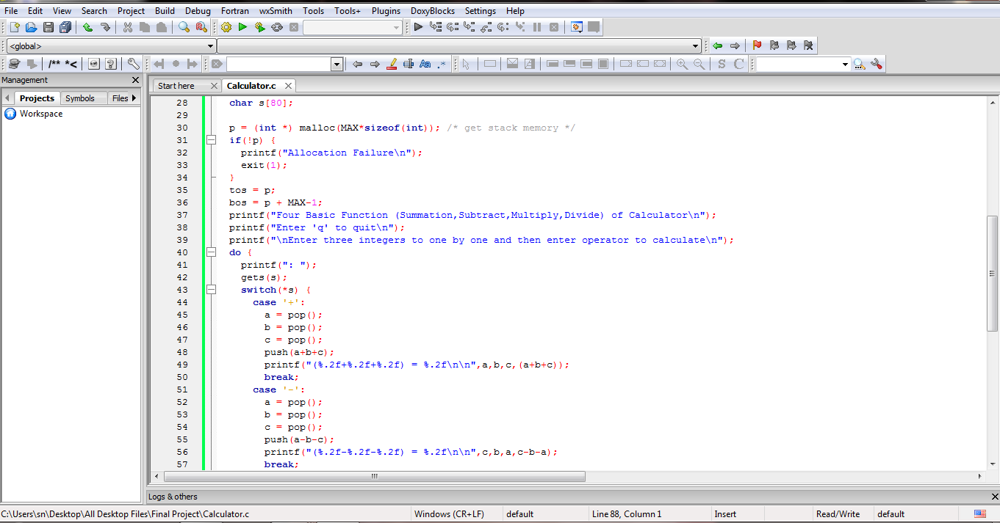 File Edit View Search Project Build Debug Fortran wxSmith Tools Tools+ Plugins DoxyBlocks Settings Help
<global>
/** *<
Aa .*
S C
Management
Projects Symbols Files
Workspace
Start here Calculator.c
28 char s[80];
29
30 p = (int *) malloc(MAX*sizeof(int)); /* get stack memory */
31 if(!p) {
32 printf("Allocation Failure\n");
33 exit(1);
34 }
35 tos = p;
36 bos = p + MAX-1;
37 printf("Four Basic Function (Summation,Subtract,Multiply,Divide) of Calculator\n");
38 printf("Enter 'q' to quit\n");
39 printf("\nEnter three integers to one by one and then enter operator to calculate\n");
40 do {
41 printf(": ");
42 gets(s);
43 switch(*s) {
44 case '+':
45 a = pop();
46 b = pop();
47 c = pop();
48 push(a+b+c);
49 printf("(%.2f+%.2f+%.2f) = %.2f\n\n",a,b,c,(a+b+c));
50 break;
51 case '-':
52 a = pop();
53 b = pop();
54 c = pop();
55 push(a-b-c);
56 printf("(%.2f-%.2f-%.2f) = %.2f\n\n",c,b,a,c-b-a);
57 break;
Logs & others
C:\Users\sn\Desktop\All Desktop Files\Final Project\Calculator.c Windows (CR+LF) default Line 88, Column 1 Insert Read/Write default